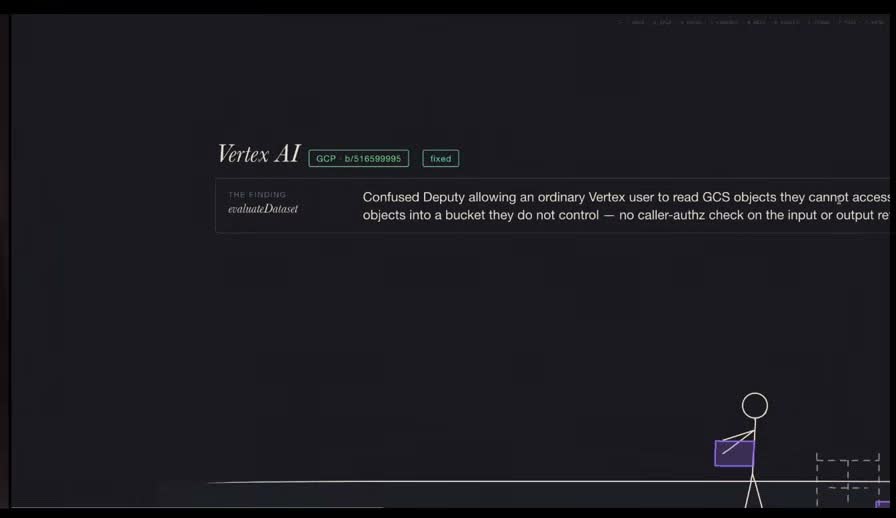 Vertex AI GCP · b/516599995 fixed
THE FINDING
evaluateDataset
Confused Deputy allowing an ordinary Vertex user to read GCS objects they cannot access
objects into a bucket they do not control — no caller-authz check on the input or output